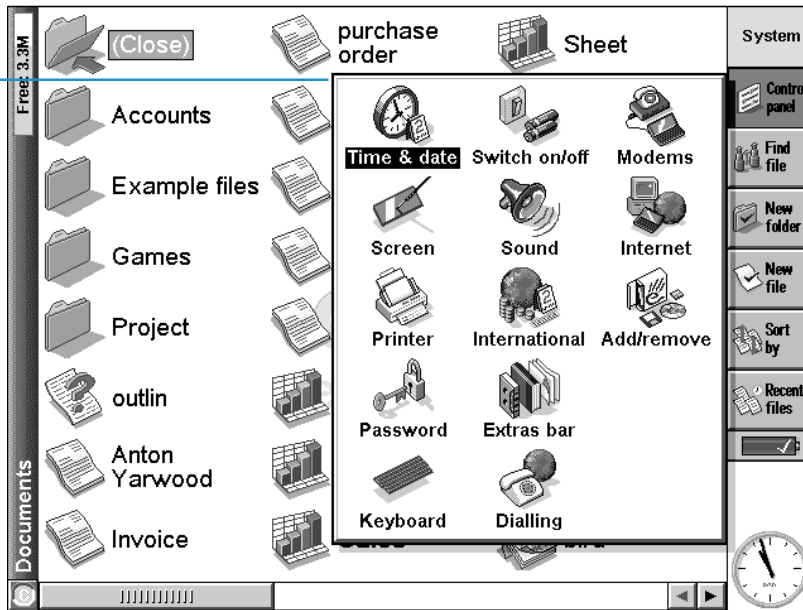 Free: 3.3M
Documents
(Close)
Accounts
Example files
Games
Project
outlin
Anton
Yarwood
Invoice
purchase
order
Sheet
Time & date
Switch on/off
Modems
Screen
Sound
Internet
Printer
International
Add/remove
Password
Extras bar
Keyboard
Dialling
System
Contro
panel
Find
file
New
folder
New
file
Sort
by
Recent
files